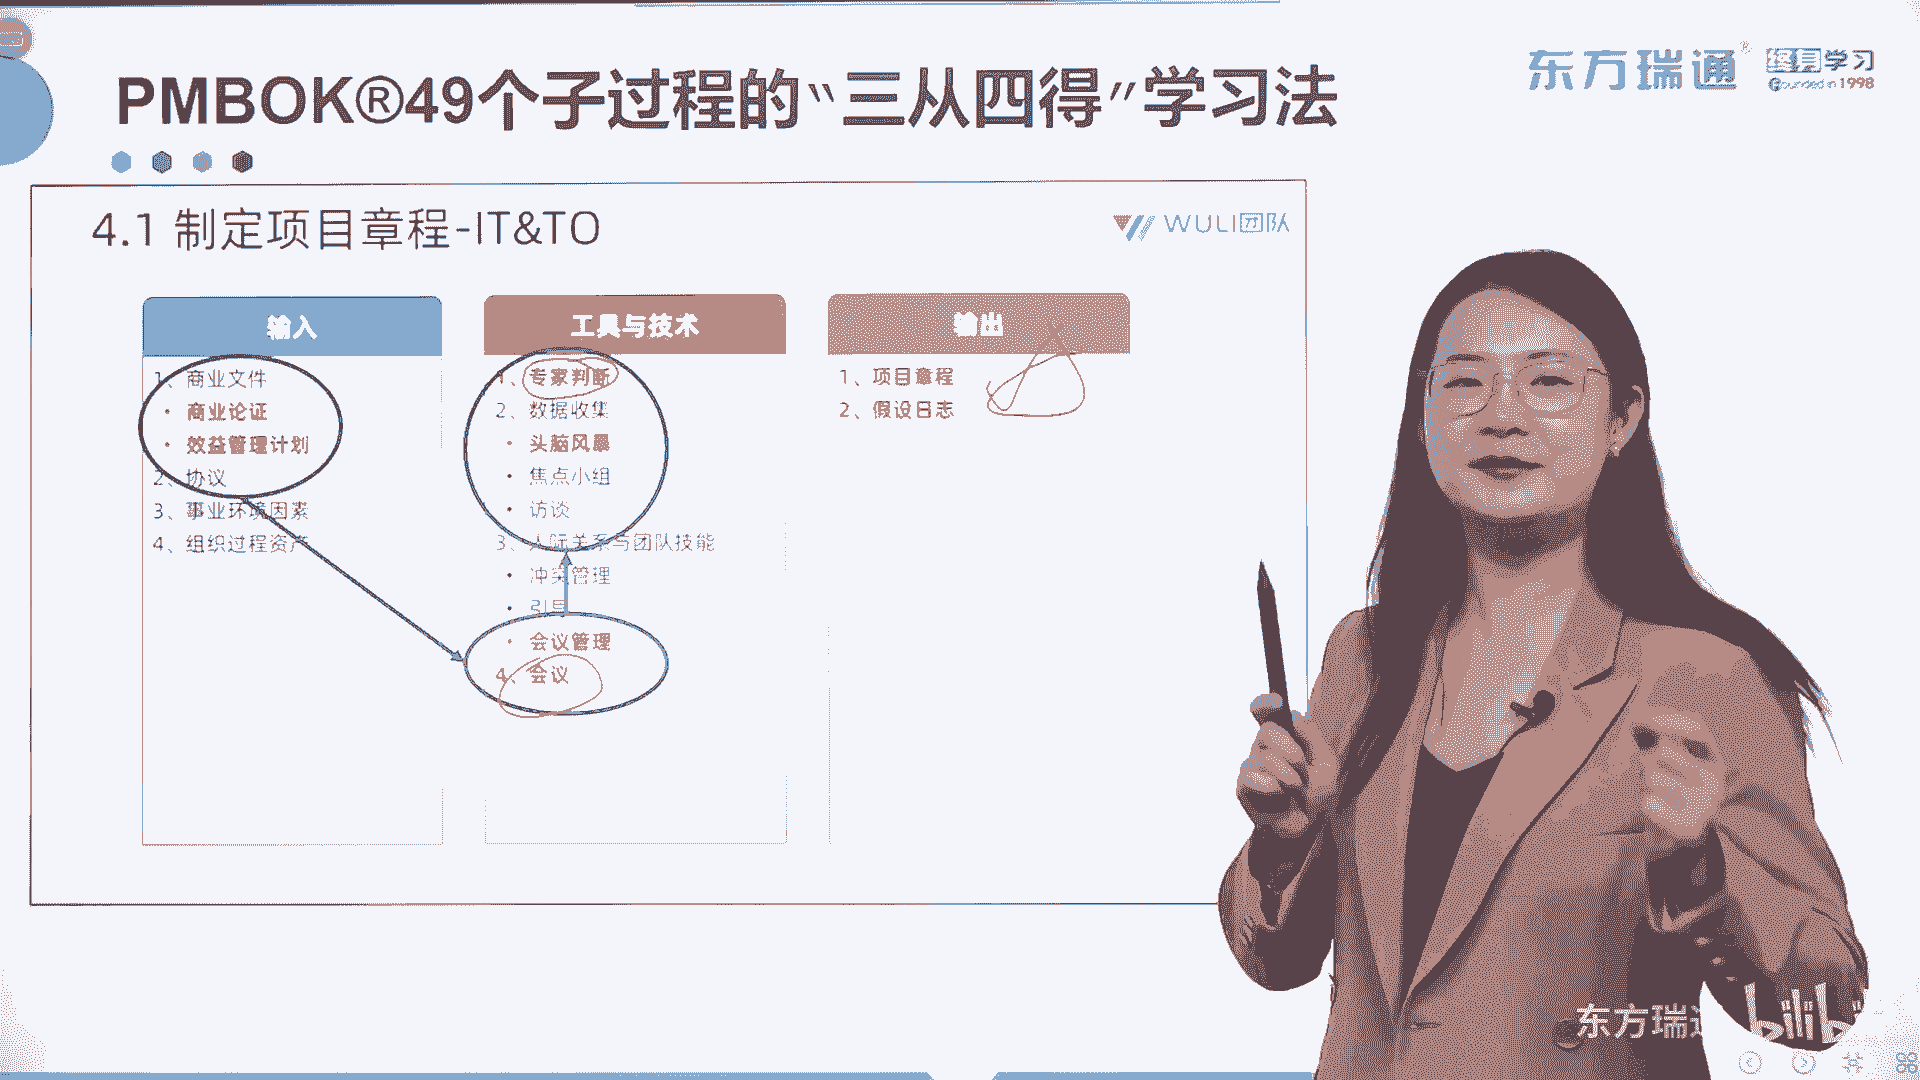 PMBOK®49个子过程的“三从四得”学习法
东方瑞通® 终身学习
Founded in 1998
4.1 制定项目章程-IT&TO
WULI团队
输入
1、商业文件
• 商业论证
• 效益管理计划
2、协议
3、事业环境因素
4、组织过程资产
工具与技术
1、专家判断
2、数据收集
• 头脑风暴
• 焦点小组
• 访谈
3、人际关系与团队技能
• 冲突管理
• 引导
• 会议管理
4、会议
输出
1、项目章程
2、假设日志
东方瑞通
bilibili